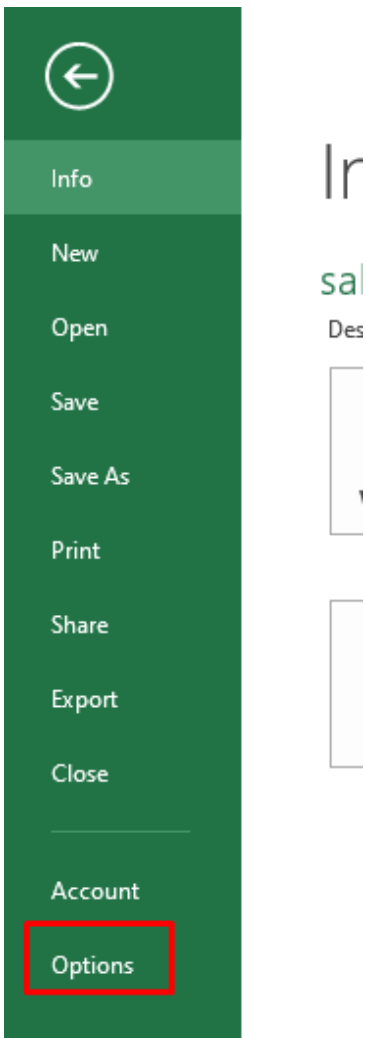 Info
New
Open
Save
Save As
Print
Share
Export
Close
Account
Options